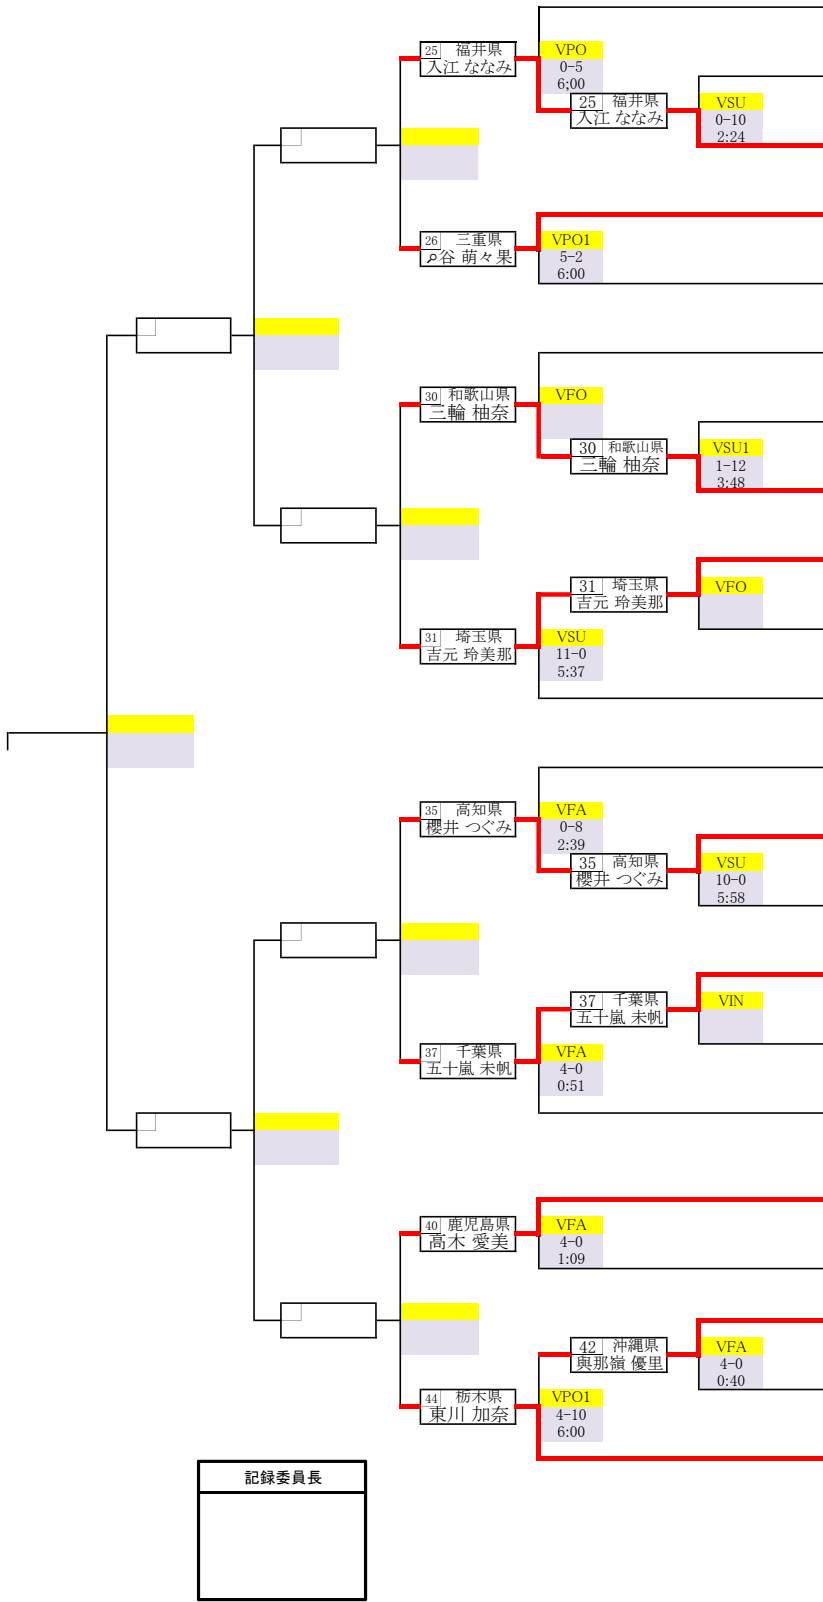 25 福井県
入江 ななみ
VPO
0-5
6;00
25 福井県
入江 ななみ
VSU
0-10
2:24
26 三重県
谷 萌々果
VPO1
5-2
6:00
30 和歌山県
三輪 柚奈
VFO
30 和歌山県
三輪 柚奈
VSU1
1-12
3:48
31 埼玉県
吉元 玲美那
VFO
31 埼玉県
吉元 玲美那
VSU
11-0
5:37
35 高知県
櫻井 つぐみ
VFA
0-8
2:39
35 高知県
櫻井 つぐみ
VSU
10-0
5:58
37 千葉県
五十嵐 未帆
VIN
37 千葉県
五十嵐 未帆
VFA
4-0
0:51
40 鹿児島県
髙木 愛美
VFA
4-0
1:09
42 沖縄県
與那嶺 優里
VFA
4-0
0:40
44 栃木県
東川 加奈
VPO1
4-10
6:00
記録委員長